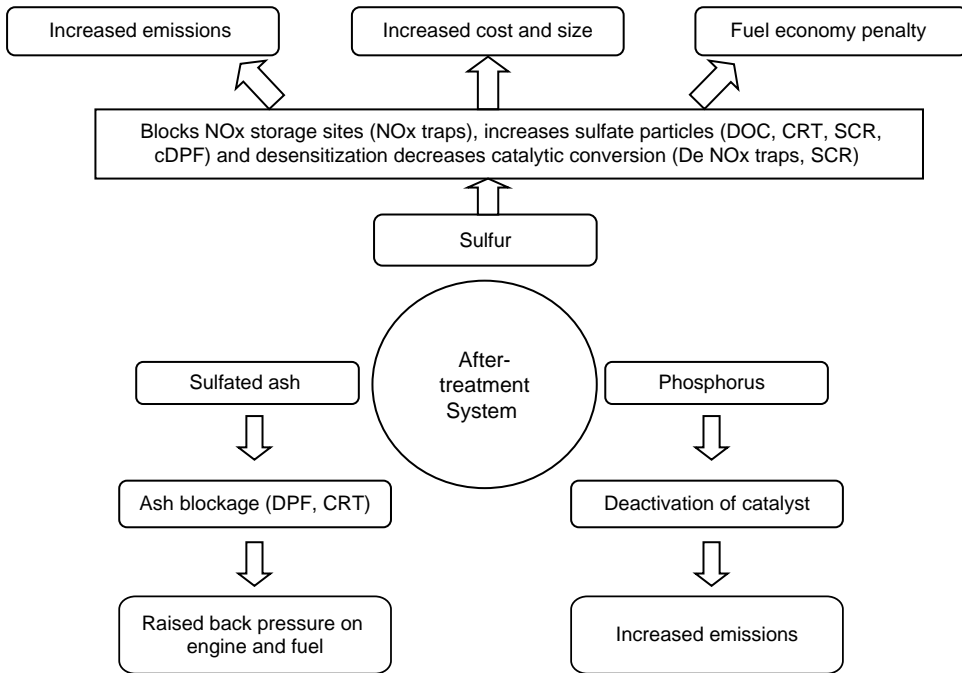 Increased emissions
Increased cost and size
Fuel economy penalty
Blocks NOx storage sites (NOx traps), increases sulfate particles (DOC, CRT, SCR,
cDPF) and desensitization decreases catalytic conversion (De NOx traps, SCR)
Sulfur
After-
treatment
System
Sulfated ash
Phosphorus
Ash blockage (DPF, CRT)
Deactivation of catalyst
Raised back pressure on
engine and fuel
Increased emissions